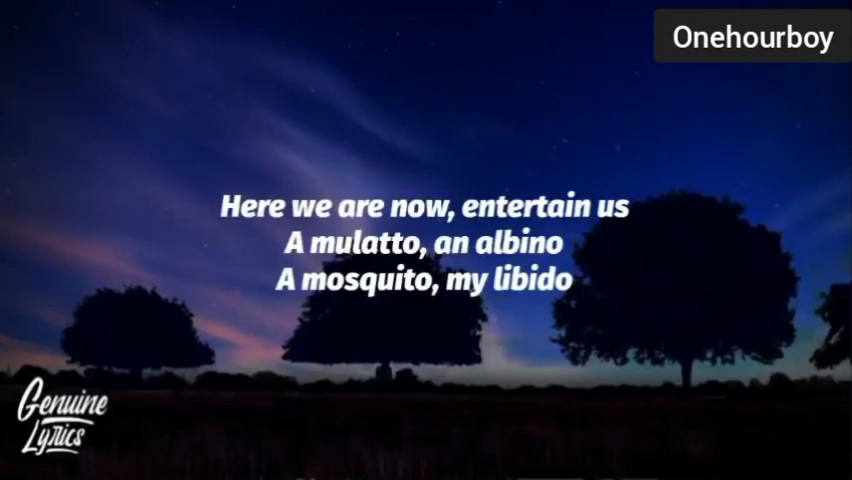 Onehourboy
Here we are now, entertain us
A mulatto, an albino
A mosquito, my libido
Genuine
Lyrics